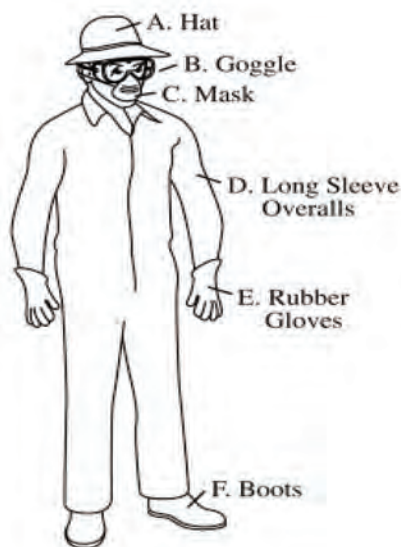 A. Hat
B. Goggle
C. Mask
D. Long Sleeve
Overalls
E. Rubber
Gloves
F. Boots